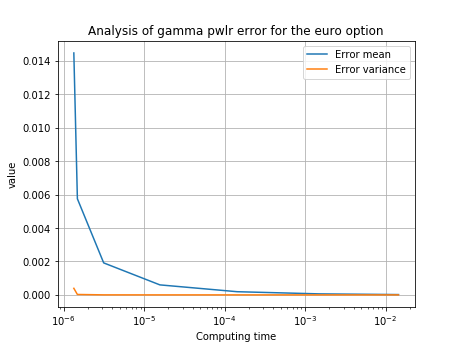 Analysis of gamma pwlr error for the euro option
Error mean
Error variance
value
0.014
0.012
0.010
0.008
0.006
0.004
0.002
0.000
10^-6
10^-5
10^-4
10^-3
10^-2
Computing time